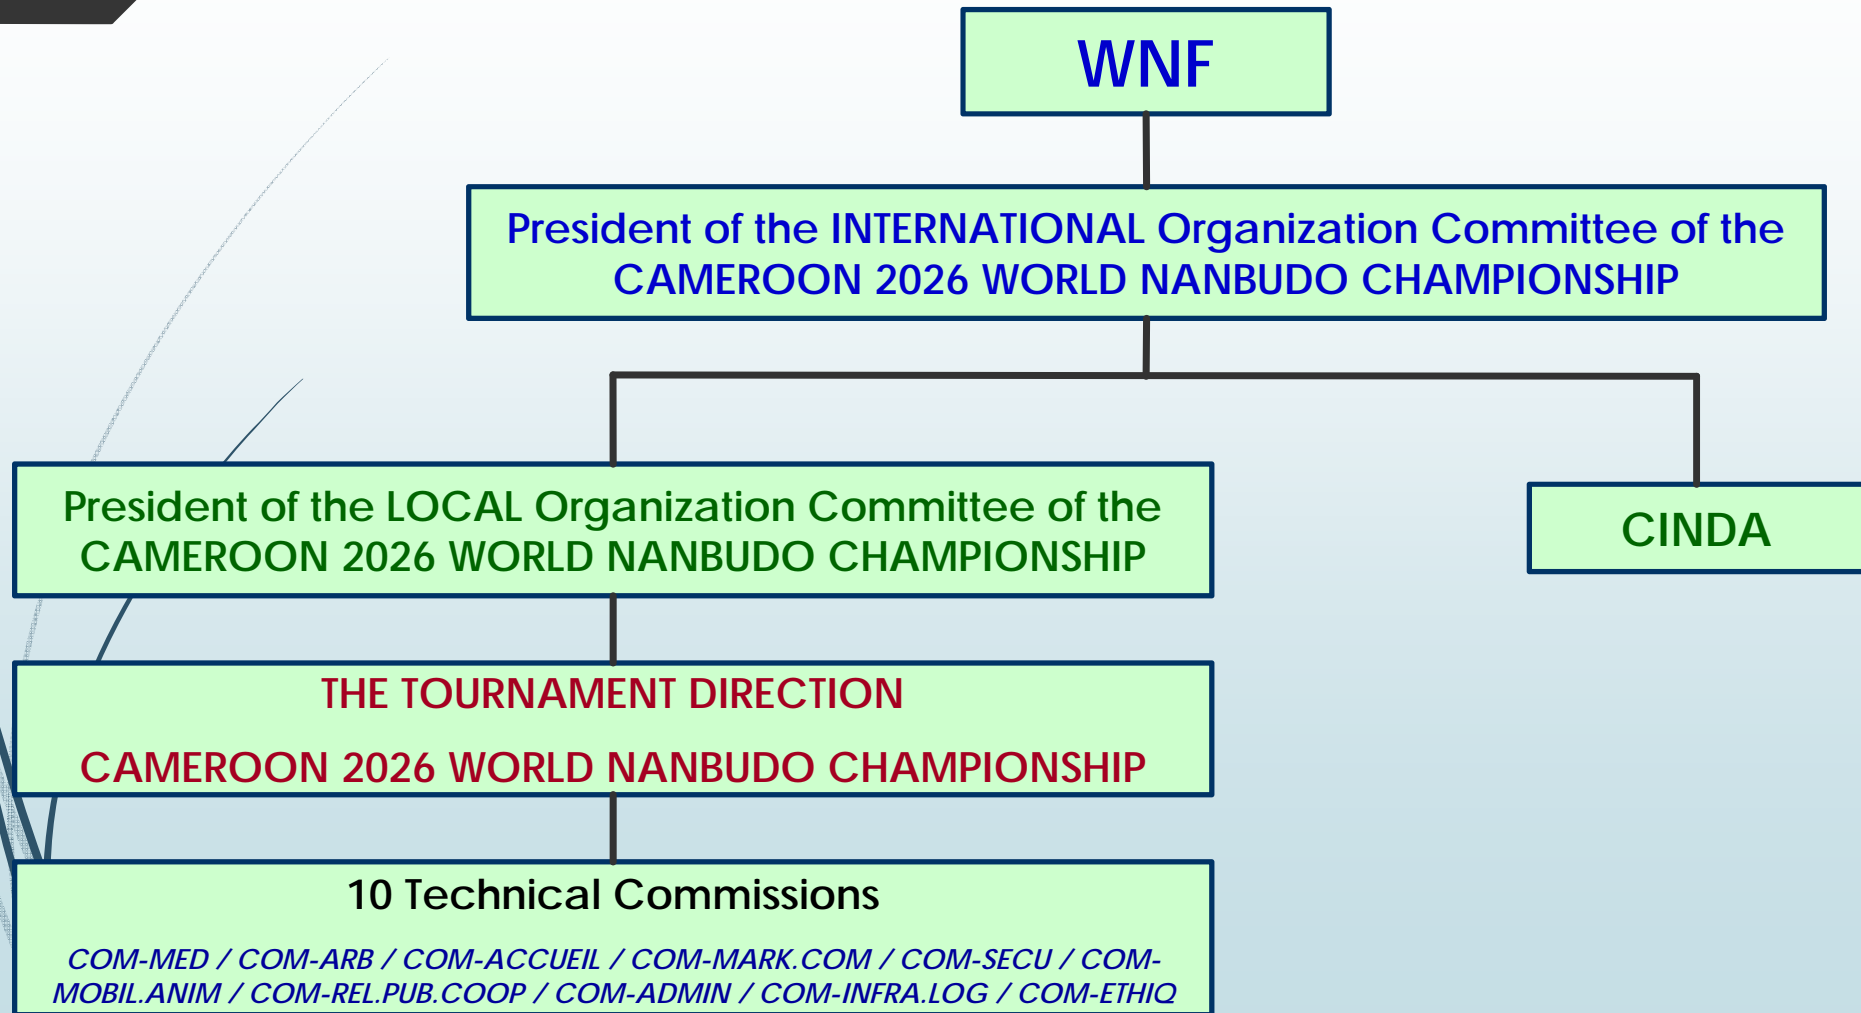 WNF
President of the INTERNATIONAL Organization Committee of the
CAMEROON 2026 WORLD NANBUDO CHAMPIONSHIP
President of the LOCAL Organization Committee of the
CAMEROON 2026 WORLD NANBUDO CHAMPIONSHIP
CINDA
THE TOURNAMENT DIRECTION
CAMEROON 2026 WORLD NANBUDO CHAMPIONSHIP
10 Technical Commissions
COM-MED / COM-ARB / COM-ACCUEIL / COM-MARK.COM / COM-SECU / COM-
MOBIL.ANIM / COM-REL.PUB.COOP / COM-ADMIN / COM-INFRA.LOG / COM-ETHIQ